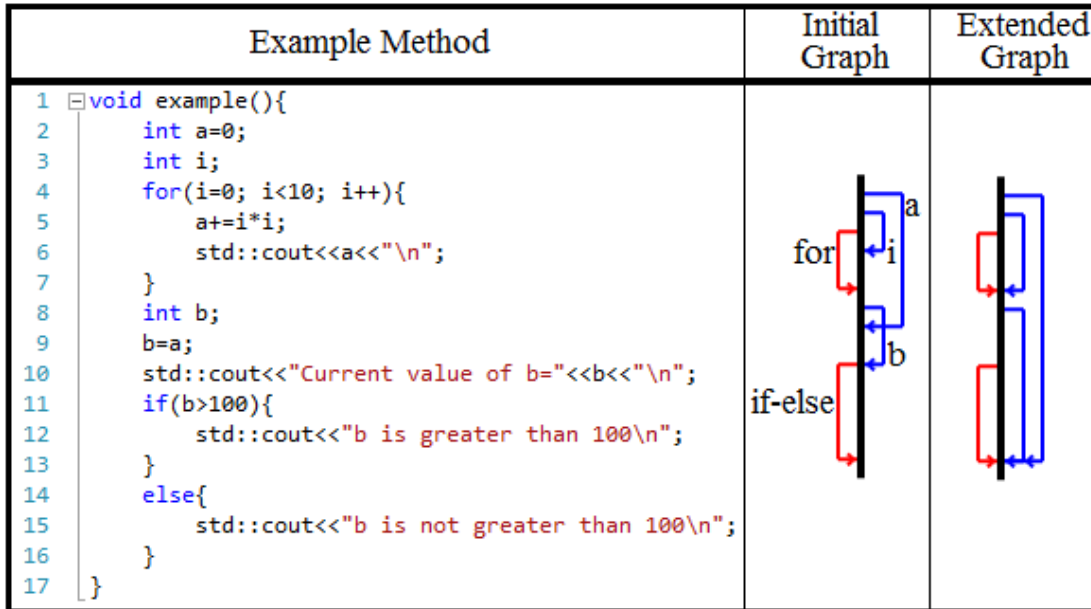 Example Method
Initial
Graph
Extended
Graph
1 void example(){
2 int a=0;
3 int i;
4 for(i=0; i<10; i++){
5 a+=i*i;
6 std::cout<<a<<"\n";
7 }
8 int b;
9 b=a;
10 std::cout<<"Current value of b="<<b<<"\n";
11 if(b>100){
12 std::cout<<"b is greater than 100\n";
13 }
14 else{
15 std::cout<<"b is not greater than 100\n";
16 }
17 }
a
for
i
b
if-else